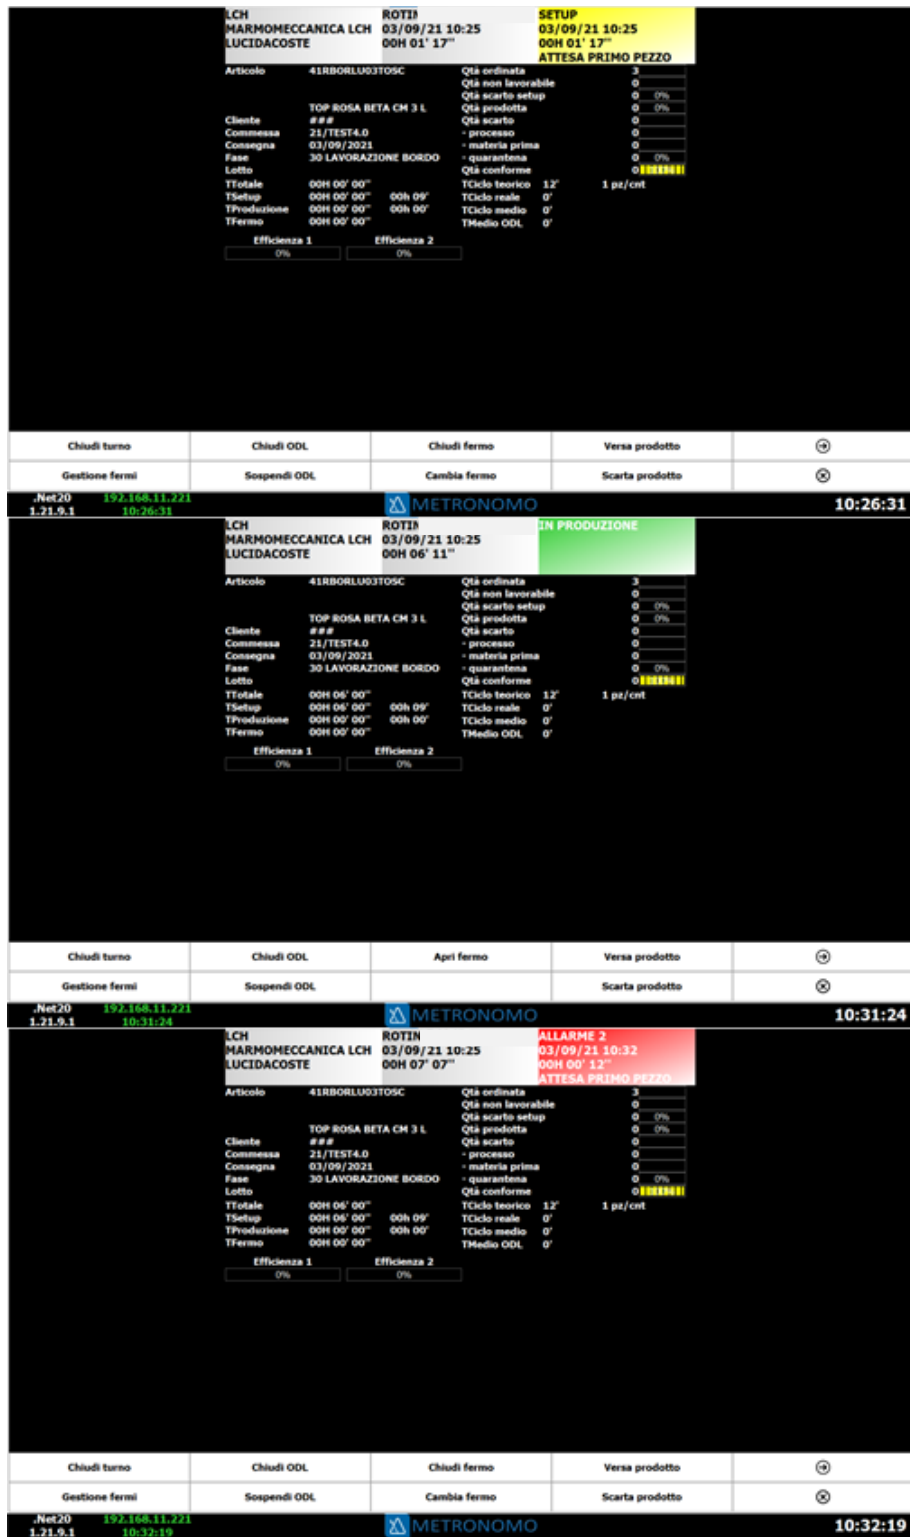 LCH ROTIN SETUP
MARMOMECCANICA LCH 03/09/21 10:25 03/09/21 10:25
LUCIDACOSTE 00H 01' 17" 00H 01' 17"
ATTESA PRIMO PEZZO
Articolo 41RBORLU03TOSC Qtà ordinata 3
Qtà non lavorabile 0
Qtà scarto setup 0 0%
TOP ROSA BETA CM 3 L Qtà prodotta 0 0%
Cliente ### Qtà scarto 0
Commessa 21/TEST4.0 - processo 0
Consegna 03/09/2021 - materia prima 0
Fase 30 LAVORAZIONE BORDO - quarantena 0 0%
Lotto Qtà conforme 0
TTotale 00H 00' 00" TCiclo teorico 12' 1 pz/cnt
TSetup 00H 00' 00" 00h 09' TCiclo reale 0'
TProduzione 00H 00' 00" 00h 00' TCiclo medio 0'
TFermo 00H 00' 00" TMedio ODL 0'
Efficienza 1 Efficienza 2
0% 0%
Chiudi turno Chiudi ODL Chiudi fermo Versa prodotto
Gestione fermi Sospendi ODL Cambia fermo Scarta prodotto
.Net20 192.168.11.221 METRONOMO 10:26:31
1.21.9.1 10:26:31
LCH ROTIN IN PRODUZIONE
MARMOMECCANICA LCH 03/09/21 10:25
LUCIDACOSTE 00H 06' 11"
Articolo 41RBORLU03TOSC Qtà ordinata 3
Qtà non lavorabile 0
Qtà scarto setup 0 0%
TOP ROSA BETA CM 3 L Qtà prodotta 0 0%
Cliente ### Qtà scarto 0
Commessa 21/TEST4.0 - processo 0
Consegna 03/09/2021 - materia prima 0
Fase 30 LAVORAZIONE BORDO - quarantena 0 0%
Lotto Qtà conforme 0
TTotale 00H 06' 00" TCiclo teorico 12' 1 pz/cnt
TSetup 00H 06' 00" 00h 09' TCiclo reale 0'
TProduzione 00H 00' 00" 00h 00' TCiclo medio 0'
TFermo 00H 00' 00" TMedio ODL 0'
Efficienza 1 Efficienza 2
0% 0%
Chiudi turno Chiudi ODL Apri fermo Versa prodotto
Gestione fermi Sospendi ODL Scarta prodotto
.Net20 192.168.11.221 METRONOMO 10:31:24
1.21.9.1 10:31:24
LCH ROTIN ALLARME 2
MARMOMECCANICA LCH 03/09/21 10:25 03/09/21 10:32
LUCIDACOSTE 00H 07' 07" 00H 00' 12"
ATTESA PRIMO PEZZO
Articolo 41RBORLU03TOSC Qtà ordinata 3
Qtà non lavorabile 0
Qtà scarto setup 0 0%
TOP ROSA BETA CM 3 L Qtà prodotta 0 0%
Cliente ### Qtà scarto 0
Commessa 21/TEST4.0 - processo 0
Consegna 03/09/2021 - materia prima 0
Fase 30 LAVORAZIONE BORDO - quarantena 0 0%
Lotto Qtà conforme 0
TTotale 00H 06' 00" TCiclo teorico 12' 1 pz/cnt
TSetup 00H 06' 00" 00h 09' TCiclo reale 0'
TProduzione 00H 00' 00" 00h 00' TCiclo medio 0'
TFermo 00H 00' 00" TMedio ODL 0'
Efficienza 1 Efficienza 2
0% 0%
Chiudi turno Chiudi ODL Chiudi fermo Versa prodotto
Gestione fermi Sospendi ODL Cambia fermo Scarta prodotto
.Net20 192.168.11.221 METRONOMO 10:32:19
1.21.9.1 10:32:19